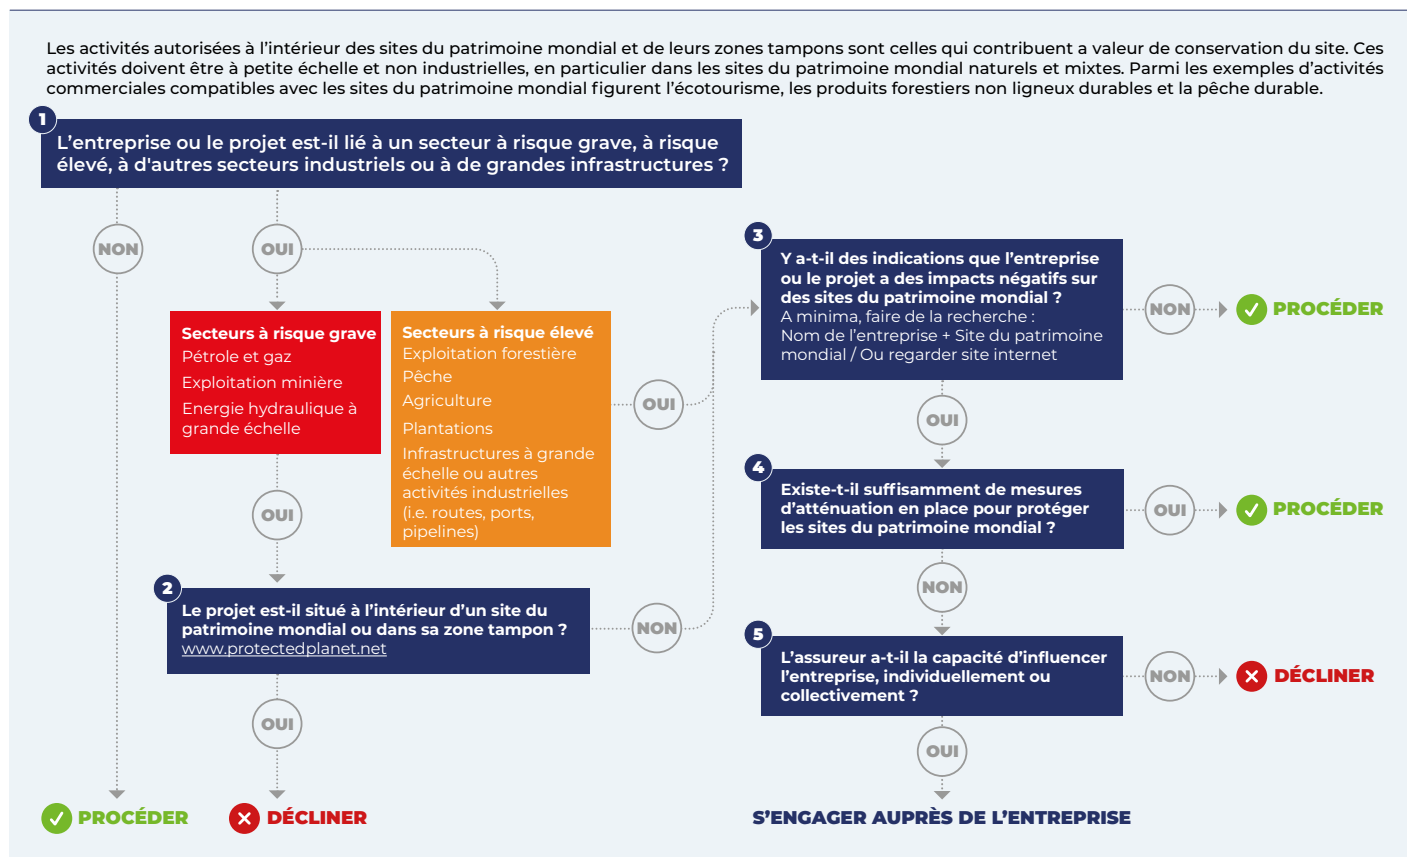 Les activités autorisées à l'intérieur des sites du patrimoine mondial et de leurs zones tampons sont celles qui contribuent a valeur de conservation du site. Ces
activités doivent être à petite échelle et non industrielles, en particulier dans les sites du patrimoine mondial naturels et mixtes. Parmi les exemples d'activités
commerciales compatibles avec les sites du patrimoine mondial figurent l'écotourisme, les produits forestiers non ligneux durables et la pêche durable.
1
L'entreprise ou le projet est-il lié à un secteur à risque grave, à risque
élevé, à d'autres secteurs industriels ou à de grandes infrastructures ?
NON
OUI
Secteurs à risque grave
Pétrole et gaz
Exploitation minière
Energie hydraulique à
grande échelle
Secteurs à risque élevé
Exploitation forestière
Pêche
Agriculture
Plantations
Infrastructures à grande
échelle ou autres
activités industrielles
(i.e. routes, ports,
pipelines)
OUI
OUI
2
Le projet est-il situé à l'intérieur d'un site du
patrimoine mondial ou dans sa zone tampon ?
www.protectedplanet.net
NON
OUI
PROCÉDER
DÉCLINER
3
Y a-t-il des indications que l'entreprise
ou le projet a des impacts négatifs sur
des sites du patrimoine mondial ?
A minima, faire de la recherche :
Nom de l'entreprise + Site du patrimoine
mondial / Ou regarder site internet
NON
PROCÉDER
OUI
4
Existe-t-il suffisamment de mesures
d'atténuation en place pour protéger
les sites du patrimoine mondial ?
OUI
PROCÉDER
NON
5
L'assureur a-t-il la capacité d'influencer
l'entreprise, individuellement ou
collectivement ?
NON
DÉCLINER
OUI
S'ENGAGER AUPRÈS DE L'ENTREPRISE